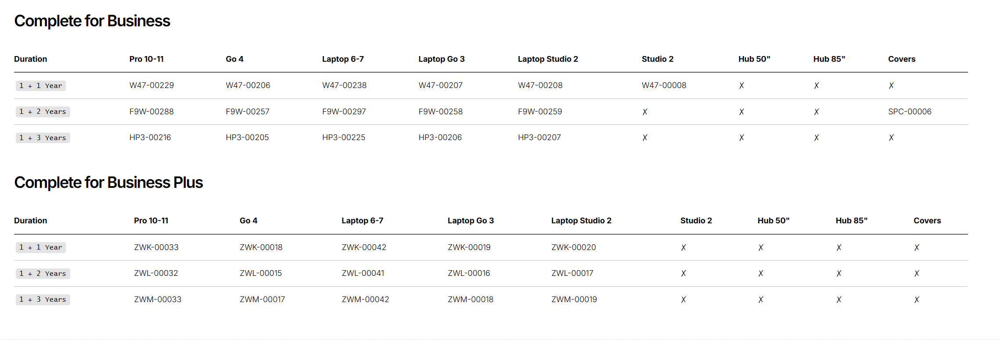 Complete for Business
Duration Pro 10-11 Go 4 Laptop 6-7 Laptop Go 3 Laptop Studio 2 Studio 2 Hub 50" Hub 85" Covers
1 + 1 Year W47-00229 W47-00206 W47-00238 W47-00207 W47-00208 W47-00008 ✗ ✗ ✗
1 + 2 Years F9W-00288 F9W-00257 F9W-00297 F9W-00258 F9W-00259 ✗ ✗ ✗ SPC-00006
1 + 3 Years HP3-00216 HP3-00205 HP3-00225 HP3-00206 HP3-00207 ✗ ✗ ✗ ✗
Complete for Business Plus
Duration Pro 10-11 Go 4 Laptop 6-7 Laptop Go 3 Laptop Studio 2 Studio 2 Hub 50" Hub 85" Covers
1 + 1 Year ZWK-00033 ZWK-00018 ZWK-00042 ZWK-00019 ZWK-00020 ✗ ✗ ✗ ✗
1 + 2 Years ZWL-00032 ZWL-00015 ZWL-00041 ZWL-00016 ZWL-00017 ✗ ✗ ✗ ✗
1 + 3 Years ZWM-00033 ZWM-00017 ZWM-00042 ZWM-00018 ZWM-00019 ✗ ✗ ✗ ✗